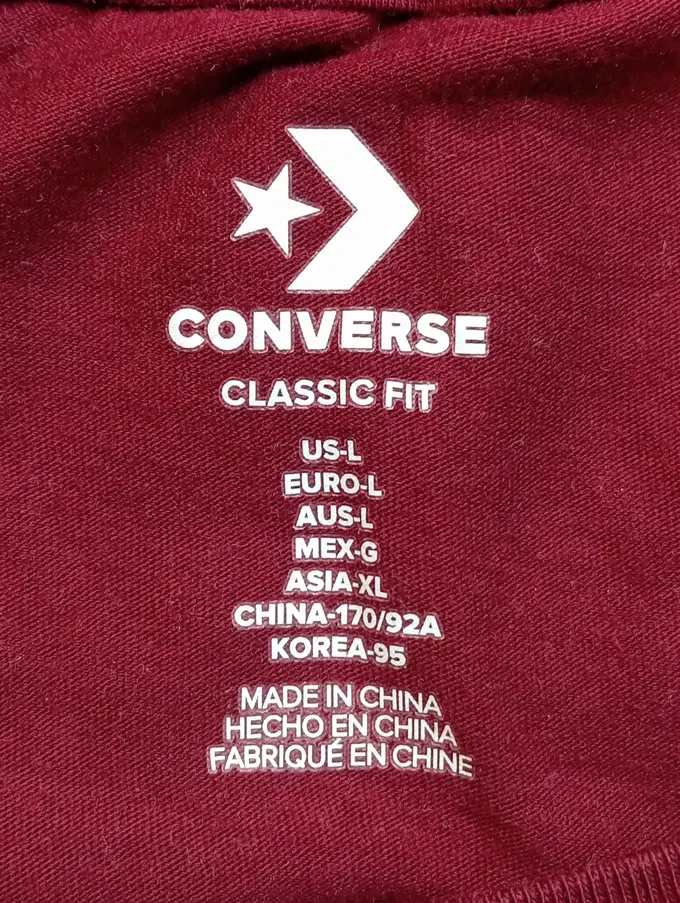 CONVERSE
CLASSIC FIT
US-L
EURO-L
AUS-L
MEX-G
ASIA-XL
CHINA-170/92A
KOREA-95
MADE IN CHINA
HECHO EN CHINA
FABRIQUÉ EN CHINE